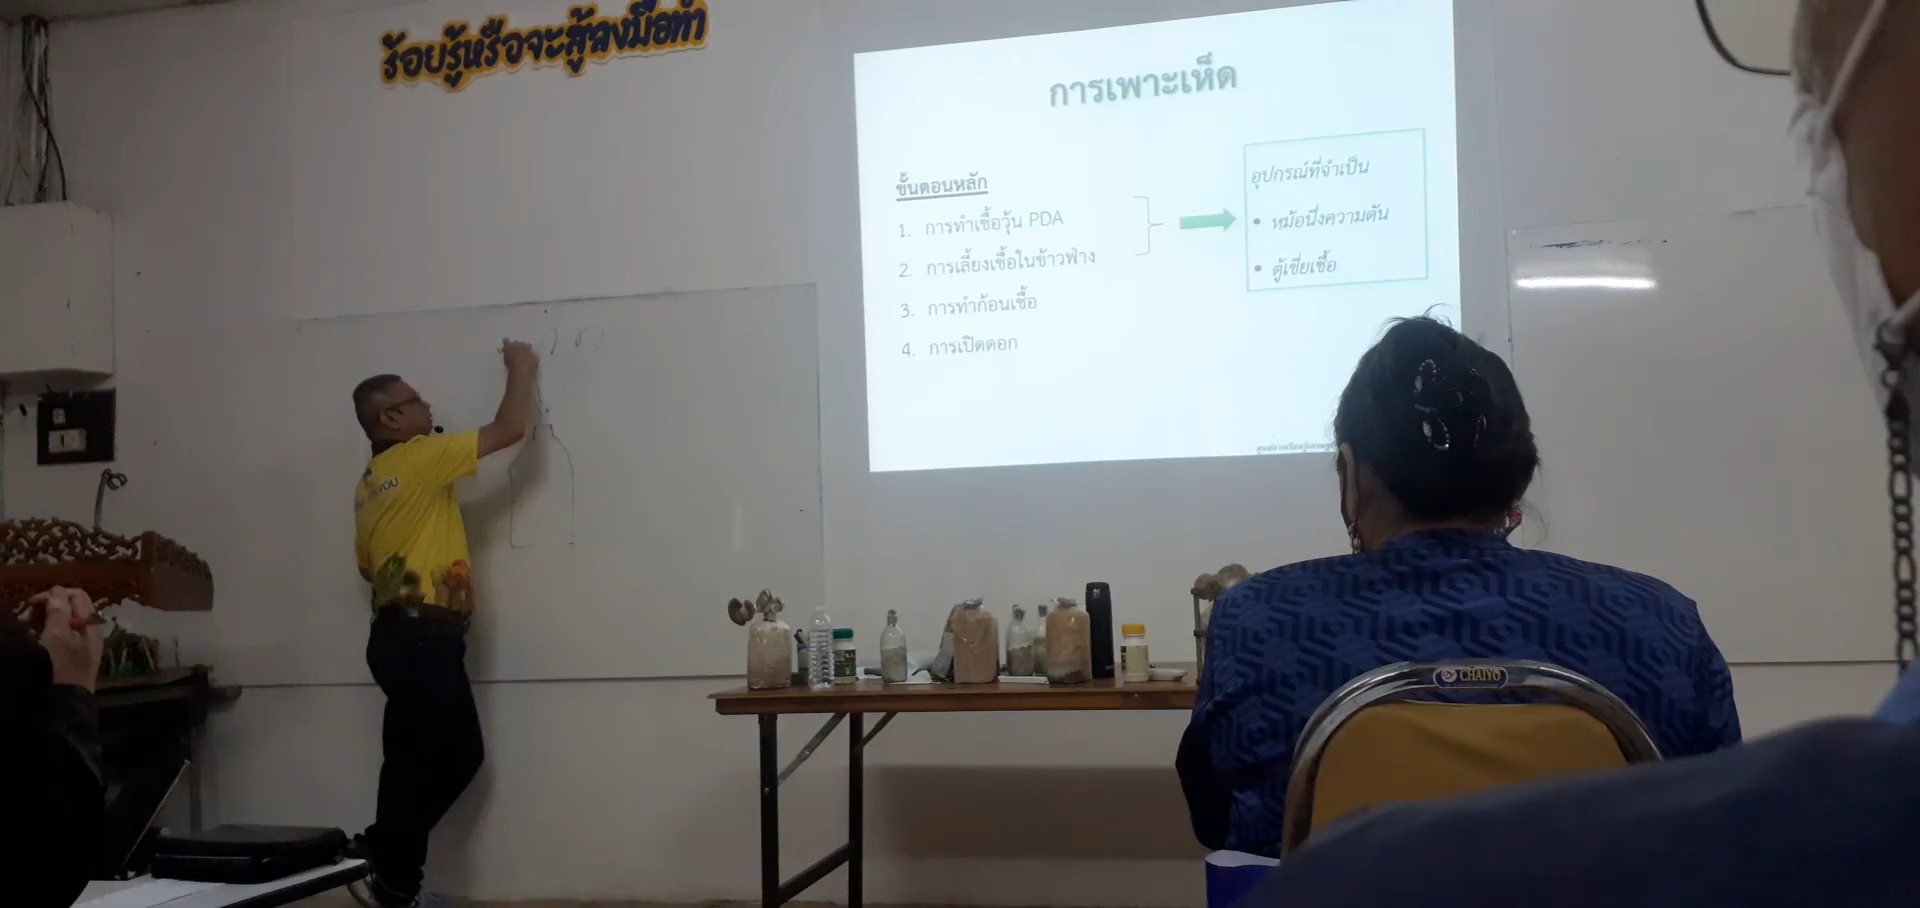 ร้อยรู้หรือจะสู้ลงมือทำ
การเพาะเห็ด
ขั้นตอนหลัก
1. การทำเชื้อวุ้น PDA
2. การเลี้ยงเชื้อในข้าวฟ่าง
3. การทำก้อนเชื้อ
4. การเปิดดอก
อุปกรณ์ที่จำเป็น
• หม้อนึ่งความดัน
• ตู้เขี่ยเชื้อ
YOU
CHAIYO